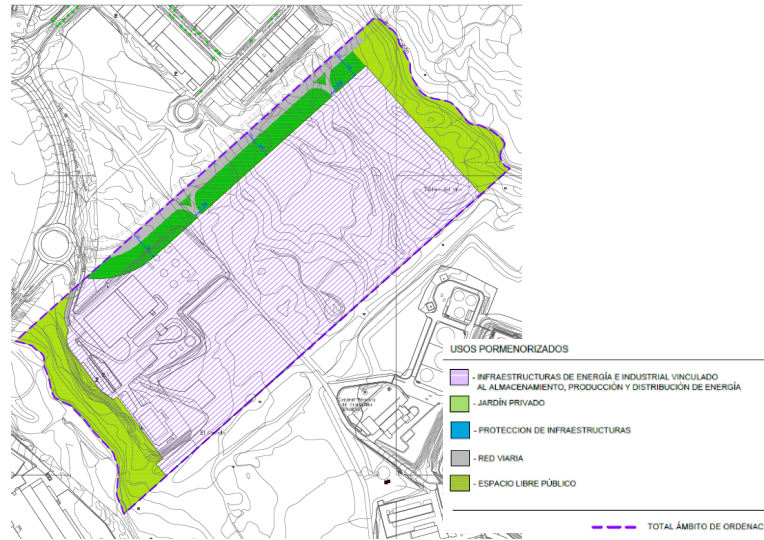 USOS PORMENORIZADOS
- INFRAESTRUCTURAS DE ENERGÍA E INDUSTRIAL VINCULADO
AL ALMACENAMIENTO, PRODUCCIÓN Y DISTRIBUCIÓN DE ENERGÍA
- JARDÍN PRIVADO
- PROTECCION DE INFRAESTRUCTURAS
- RED VIARIA
- ESPACIO LIBRE PÚBLICO
TOTAL ÁMBITO DE ORDENAC